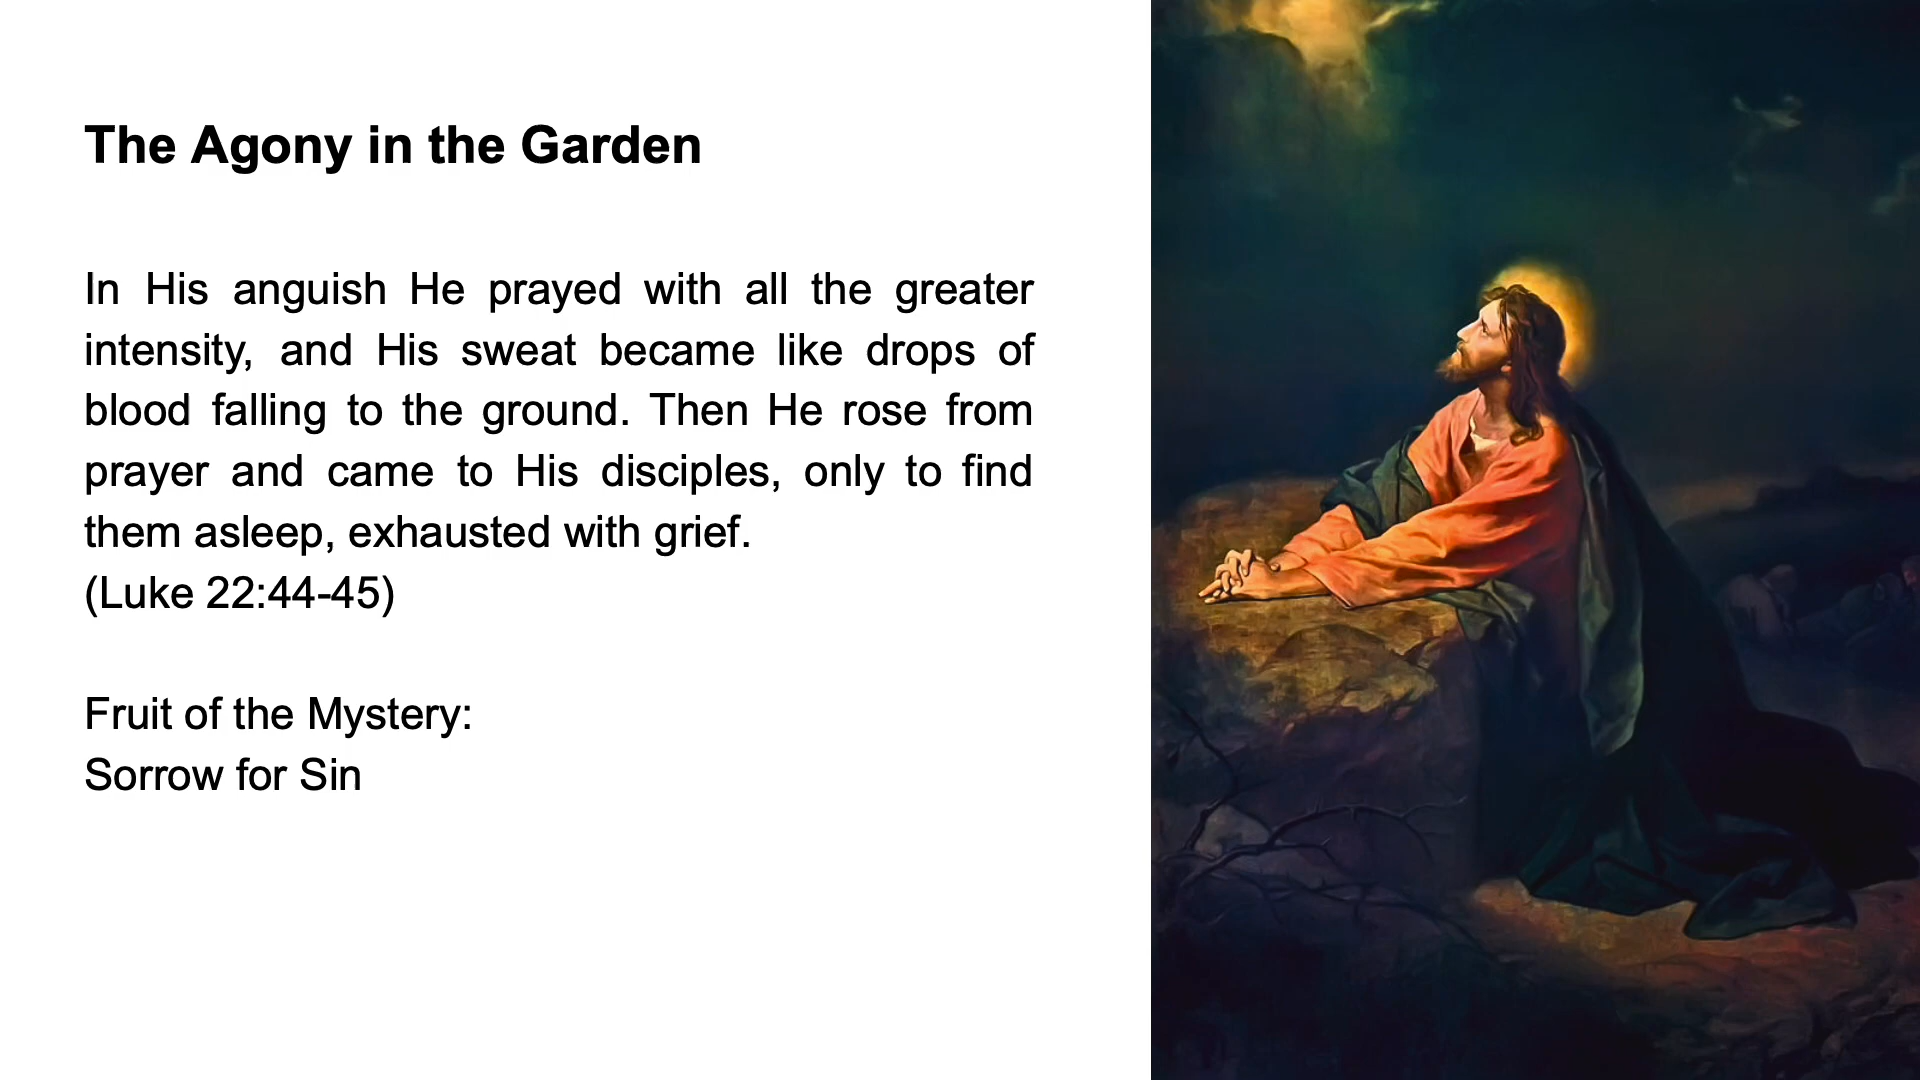 The Agony in the Garden
In His anguish He prayed with all the greater
intensity, and His sweat became like drops of
blood falling to the ground. Then He rose from
prayer and came to His disciples, only to find
them asleep, exhausted with grief.
(Luke 22:44-45)
Fruit of the Mystery:
Sorrow for Sin